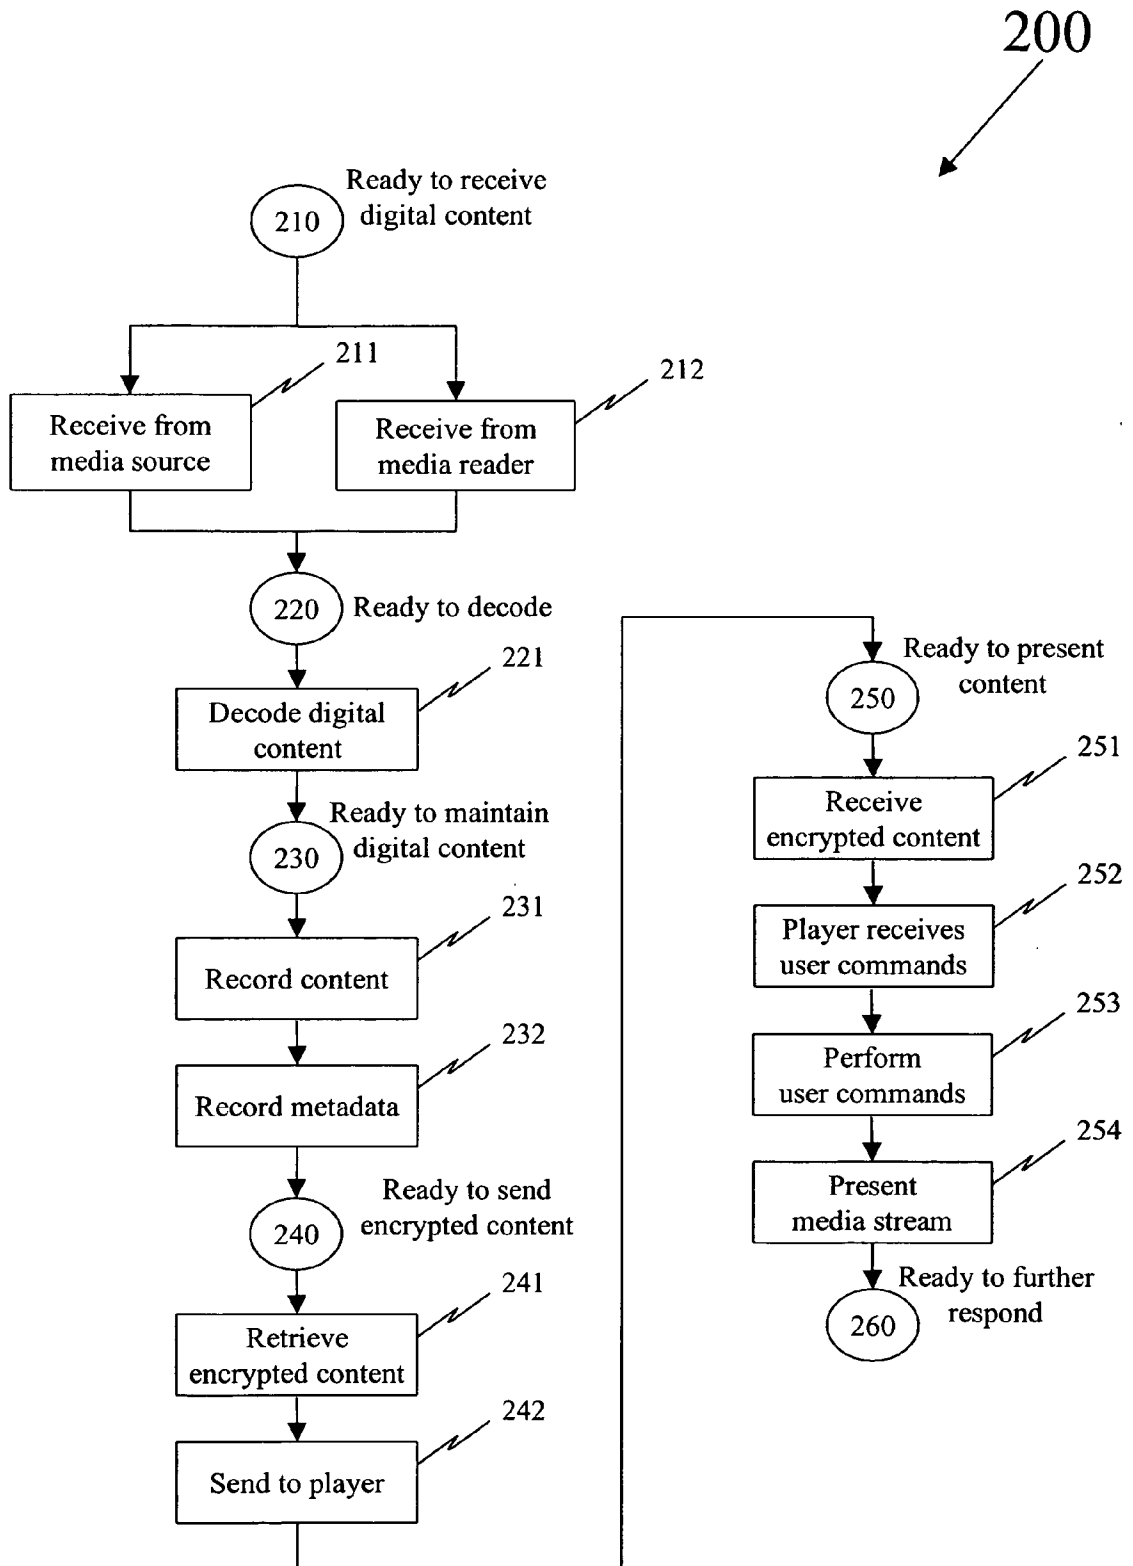 200
Ready to receive
digital content
210
211
212
Receive from
media source
Receive from
media reader
220
Ready to decode
221
Decode digital
content
Ready to maintain
digital content
230
231
Record content
232
Record metadata
Ready to send
encrypted content
240
241
Retrieve
encrypted content
242
Send to player
Ready to present
content
250
251
Receive
encrypted content
252
Player receives
user commands
253
Perform
user commands
254
Present
media stream
Ready to further
respond
260